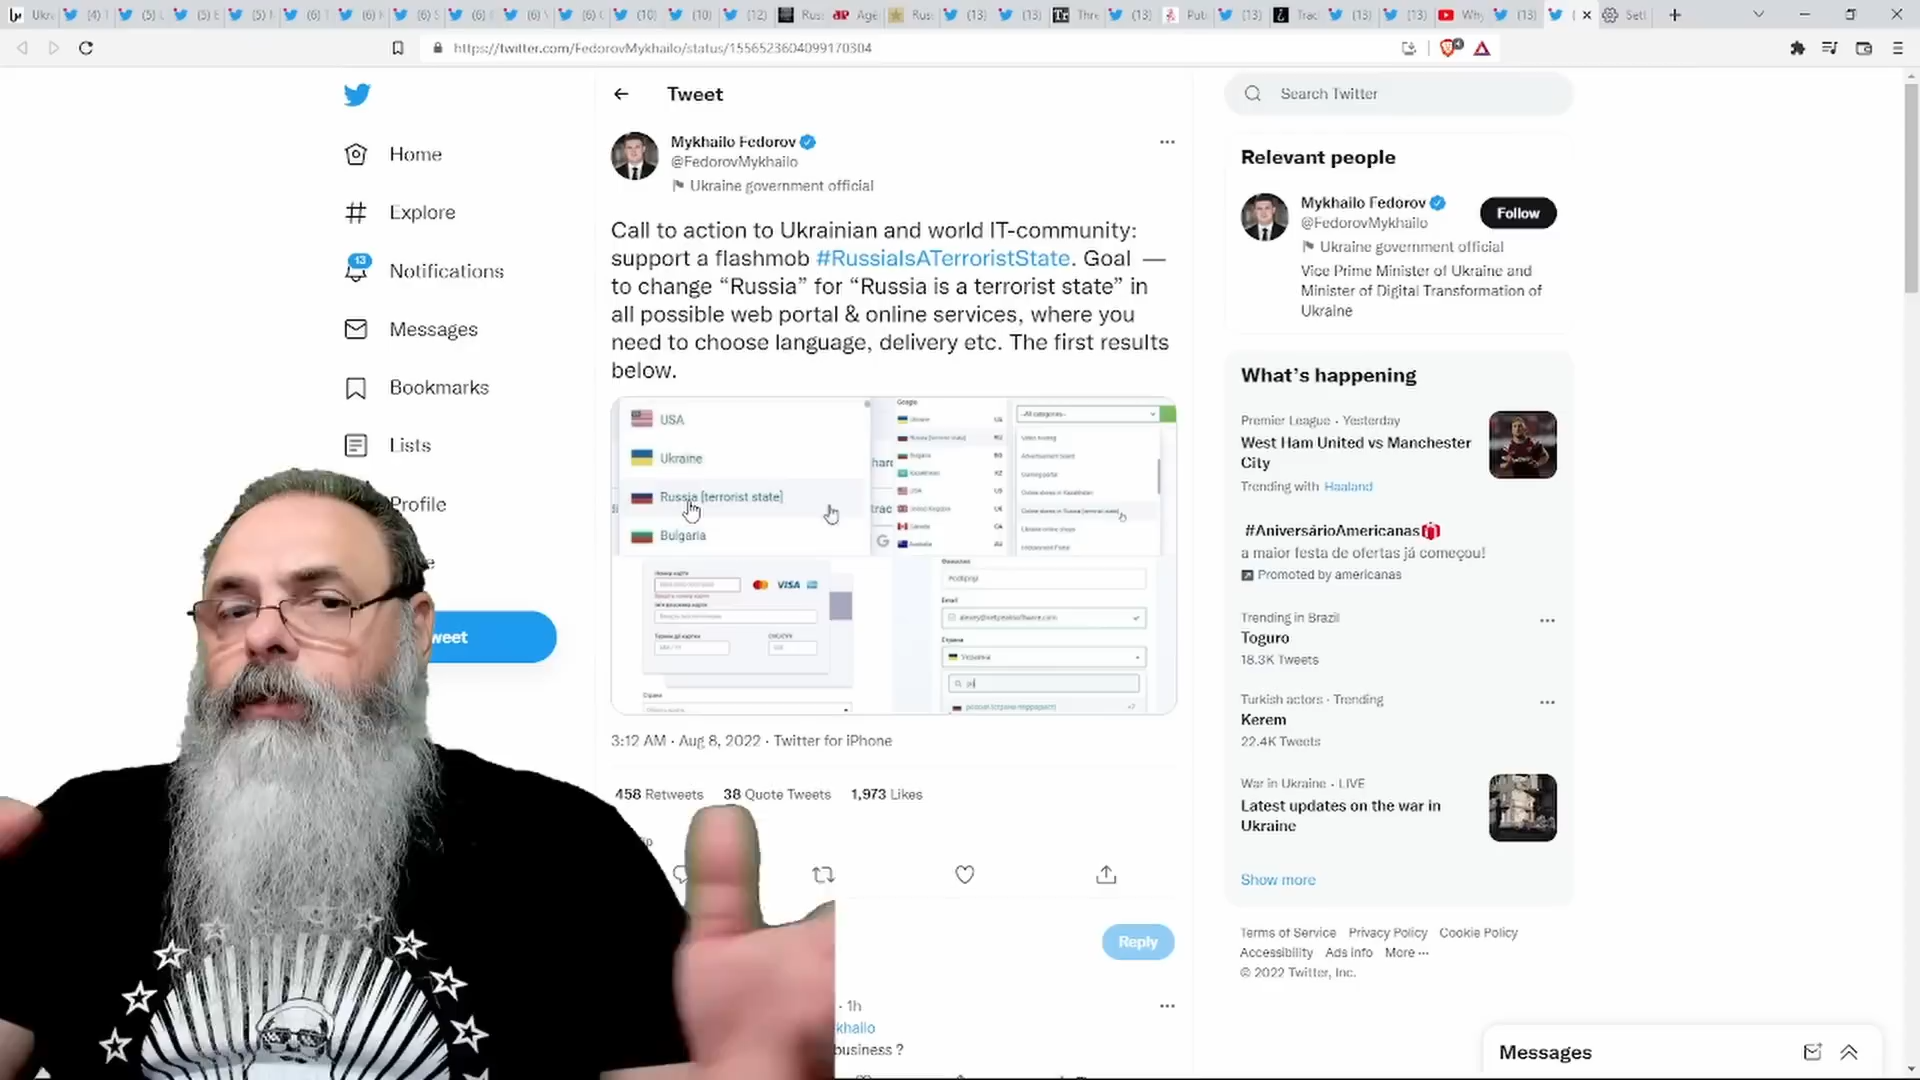 https://twitter.com/FedorovMykhailo/status/1556523604099170304
Tweet
Search Twitter
Home
Explore
13
Notifications
Messages
Bookmarks
Lists
Profile
weet
Mykhailo Fedorov
@FedorovMykhailo
Ukraine government official
Call to action to Ukrainian and world IT-community:
support a flashmob #RussiaIsATerroristState. Goal —
to change “Russia” for “Russia is a terrorist state” in
all possible web portal & online services, where you
need to choose language, delivery etc. The first results
below.
USA
Ukraine
Russia [terrorist state]
Bulgaria
VISA
Email
3:12 AM · Aug 8, 2022 · Twitter for iPhone
458 Retweets 38 Quote Tweets 1,973 Likes
Reply
· 1h
khailo
business ?
Relevant people
Mykhailo Fedorov
@FedorovMykhailo
Follow
Ukraine government official
Vice Prime Minister of Ukraine and
Minister of Digital Transformation of
Ukraine
What's happening
Premier League · Yesterday
West Ham United vs Manchester
City
Trending with Haaland
#AniversárioAmericanas
a maior festa de ofertas já começou!
Promoted by americanas
Trending in Brazil
Toguro
18.3K Tweets
Turkish actors · Trending
Kerem
22.4K Tweets
War in Ukraine · LIVE
Latest updates on the war in
Ukraine
Show more
Terms of Service Privacy Policy Cookie Policy
Accessibility Ads info More ···
© 2022 Twitter, Inc.
Messages